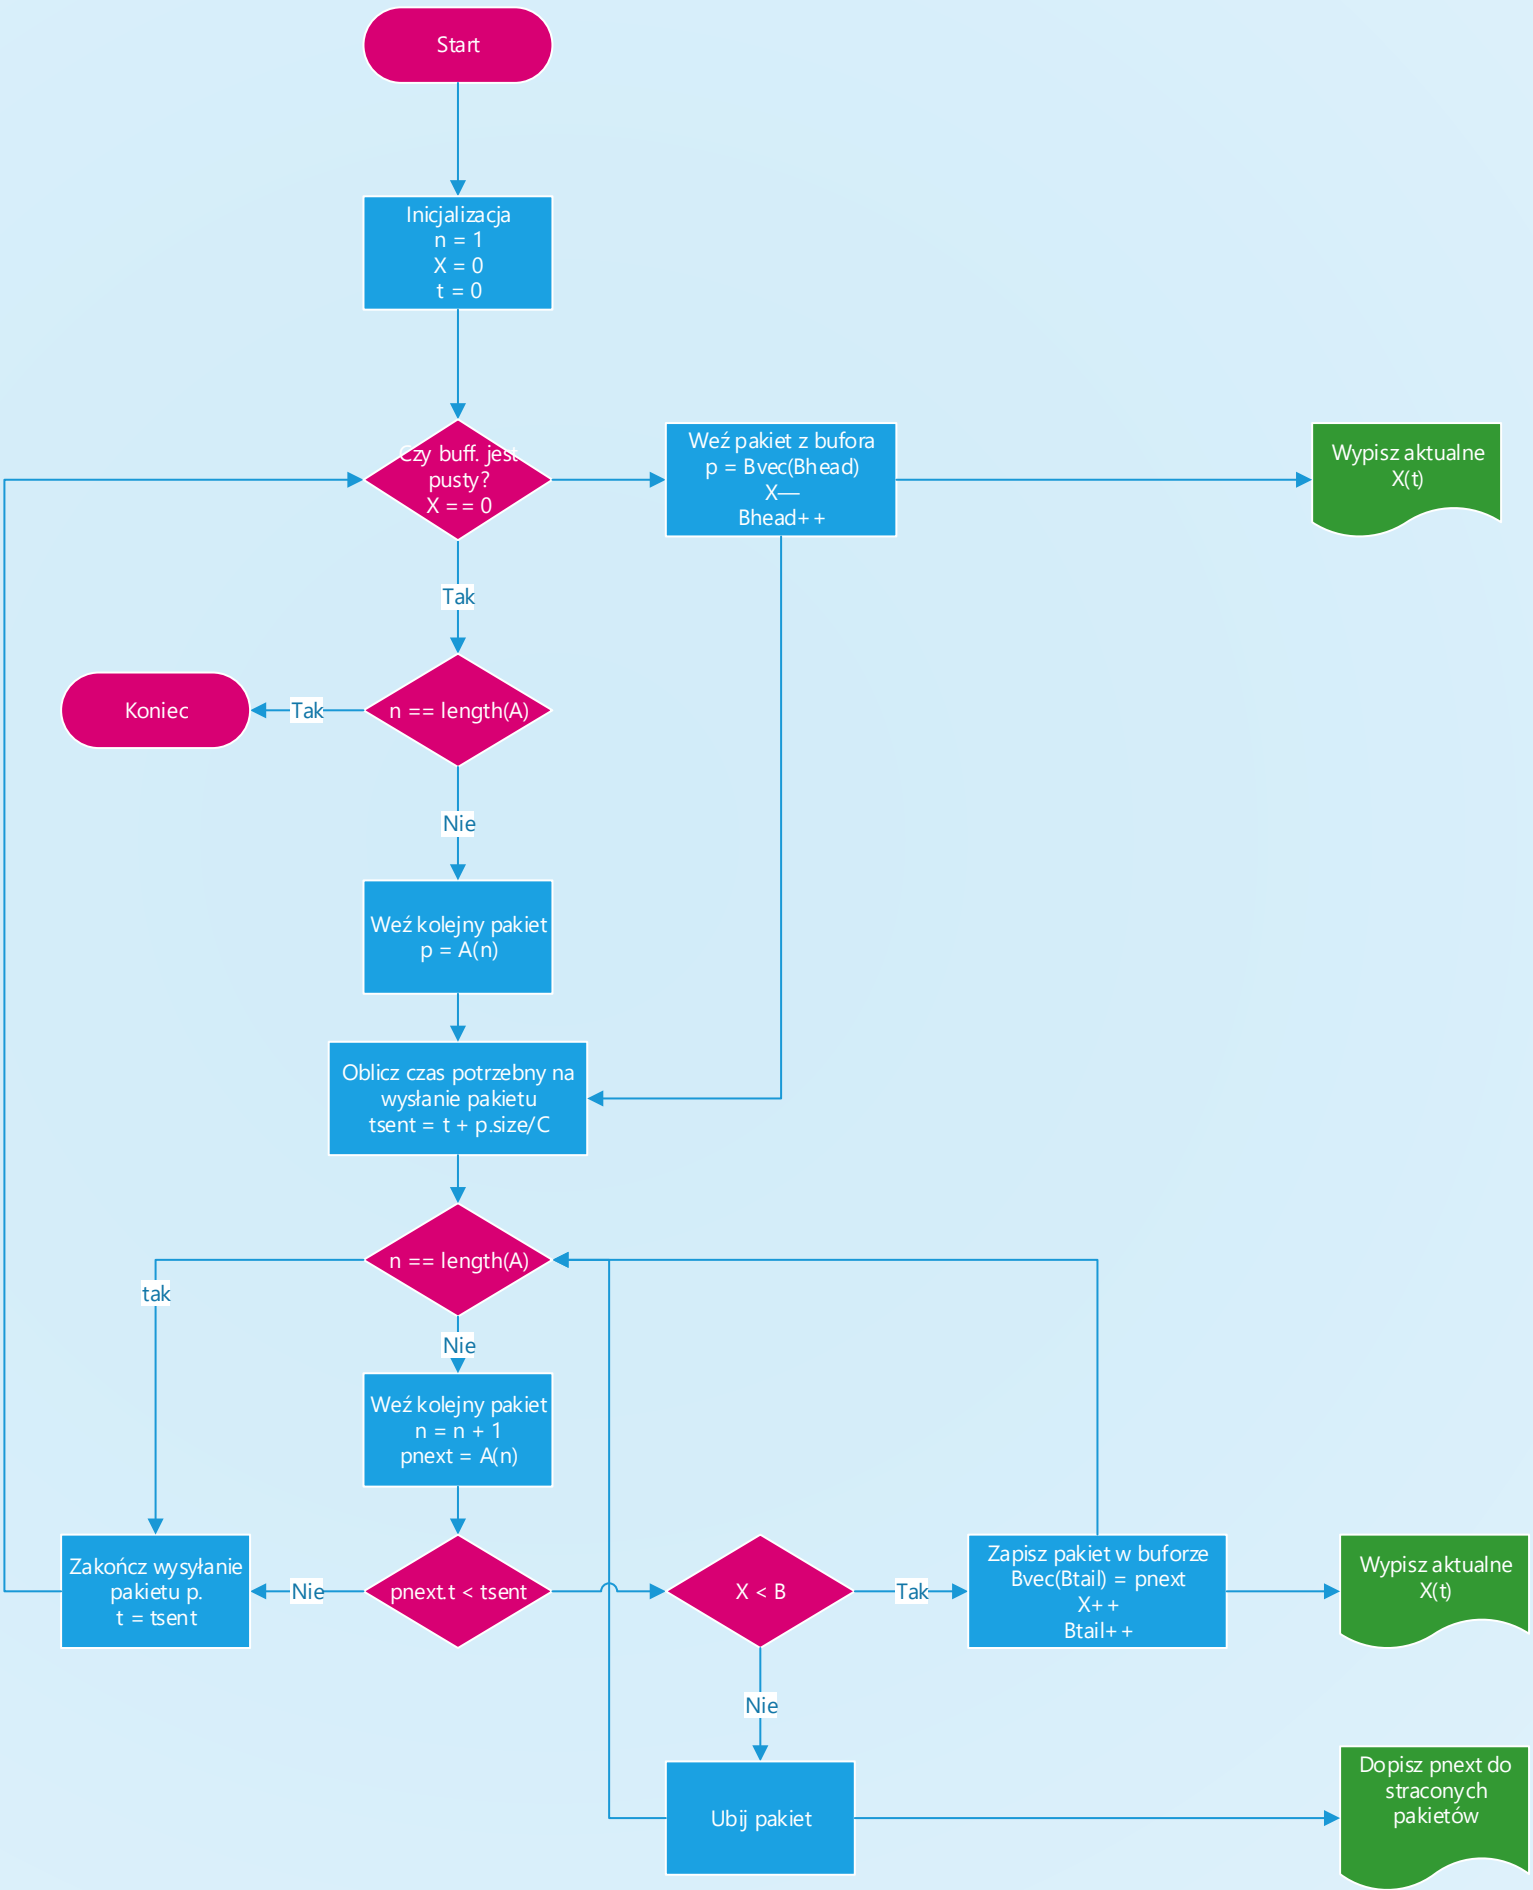 Start
Inicjalizacja
n = 1
X = 0
t = 0
Czy buff. jest
pusty?
X == 0
Weź pakiet z bufora
p = Bvec(Bhead)
X—
Bhead++
Wypisz aktualne
X(t)
Tak
n == length(A)
Tak
Koniec
Nie
Weź kolejny pakiet
p = A(n)
Oblicz czas potrzebny na
wysłanie pakietu
tsent = t + p.size/C
n == length(A)
tak
Nie
Weź kolejny pakiet
n = n + 1
pnext = A(n)
Zakończ wysyłanie
pakietu p.
t = tsent
Nie
pnext.t < tsent
X < B
Tak
Zapisz pakiet w buforze
Bvec(Btail) = pnext
X++
Btail++
Wypisz aktualne
X(t)
Nie
Ubij pakiet
Dopisz pnext do
straconych
pakietów